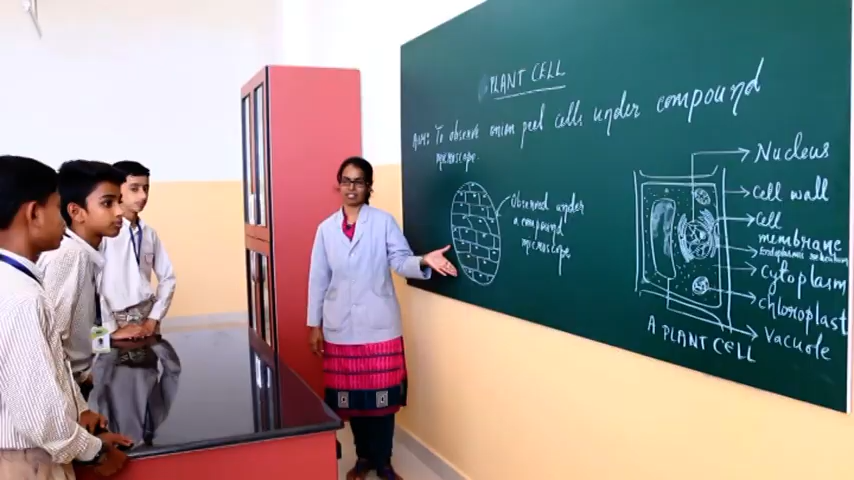 PLANT CELL
Aim: To observe onion peel cells under compound
microscope.
Observed under
a compound
microscope
Nucleus
Cell wall
Cell
membrane
Endoplasmic reticulum
Cytoplasm
chloroplast
Vacuole
A PLANT CELL